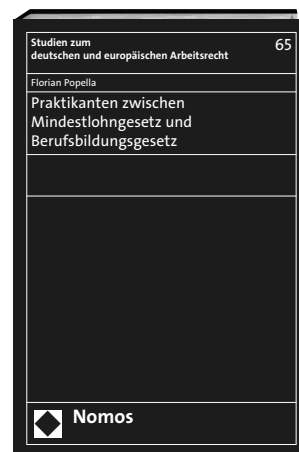 Studien zum
deutschen und europäischen Arbeitsrecht
65
Florian Popella
Praktikanten zwischen
Mindestlohngesetz und
Berufsbildungsgesetz
Nomos